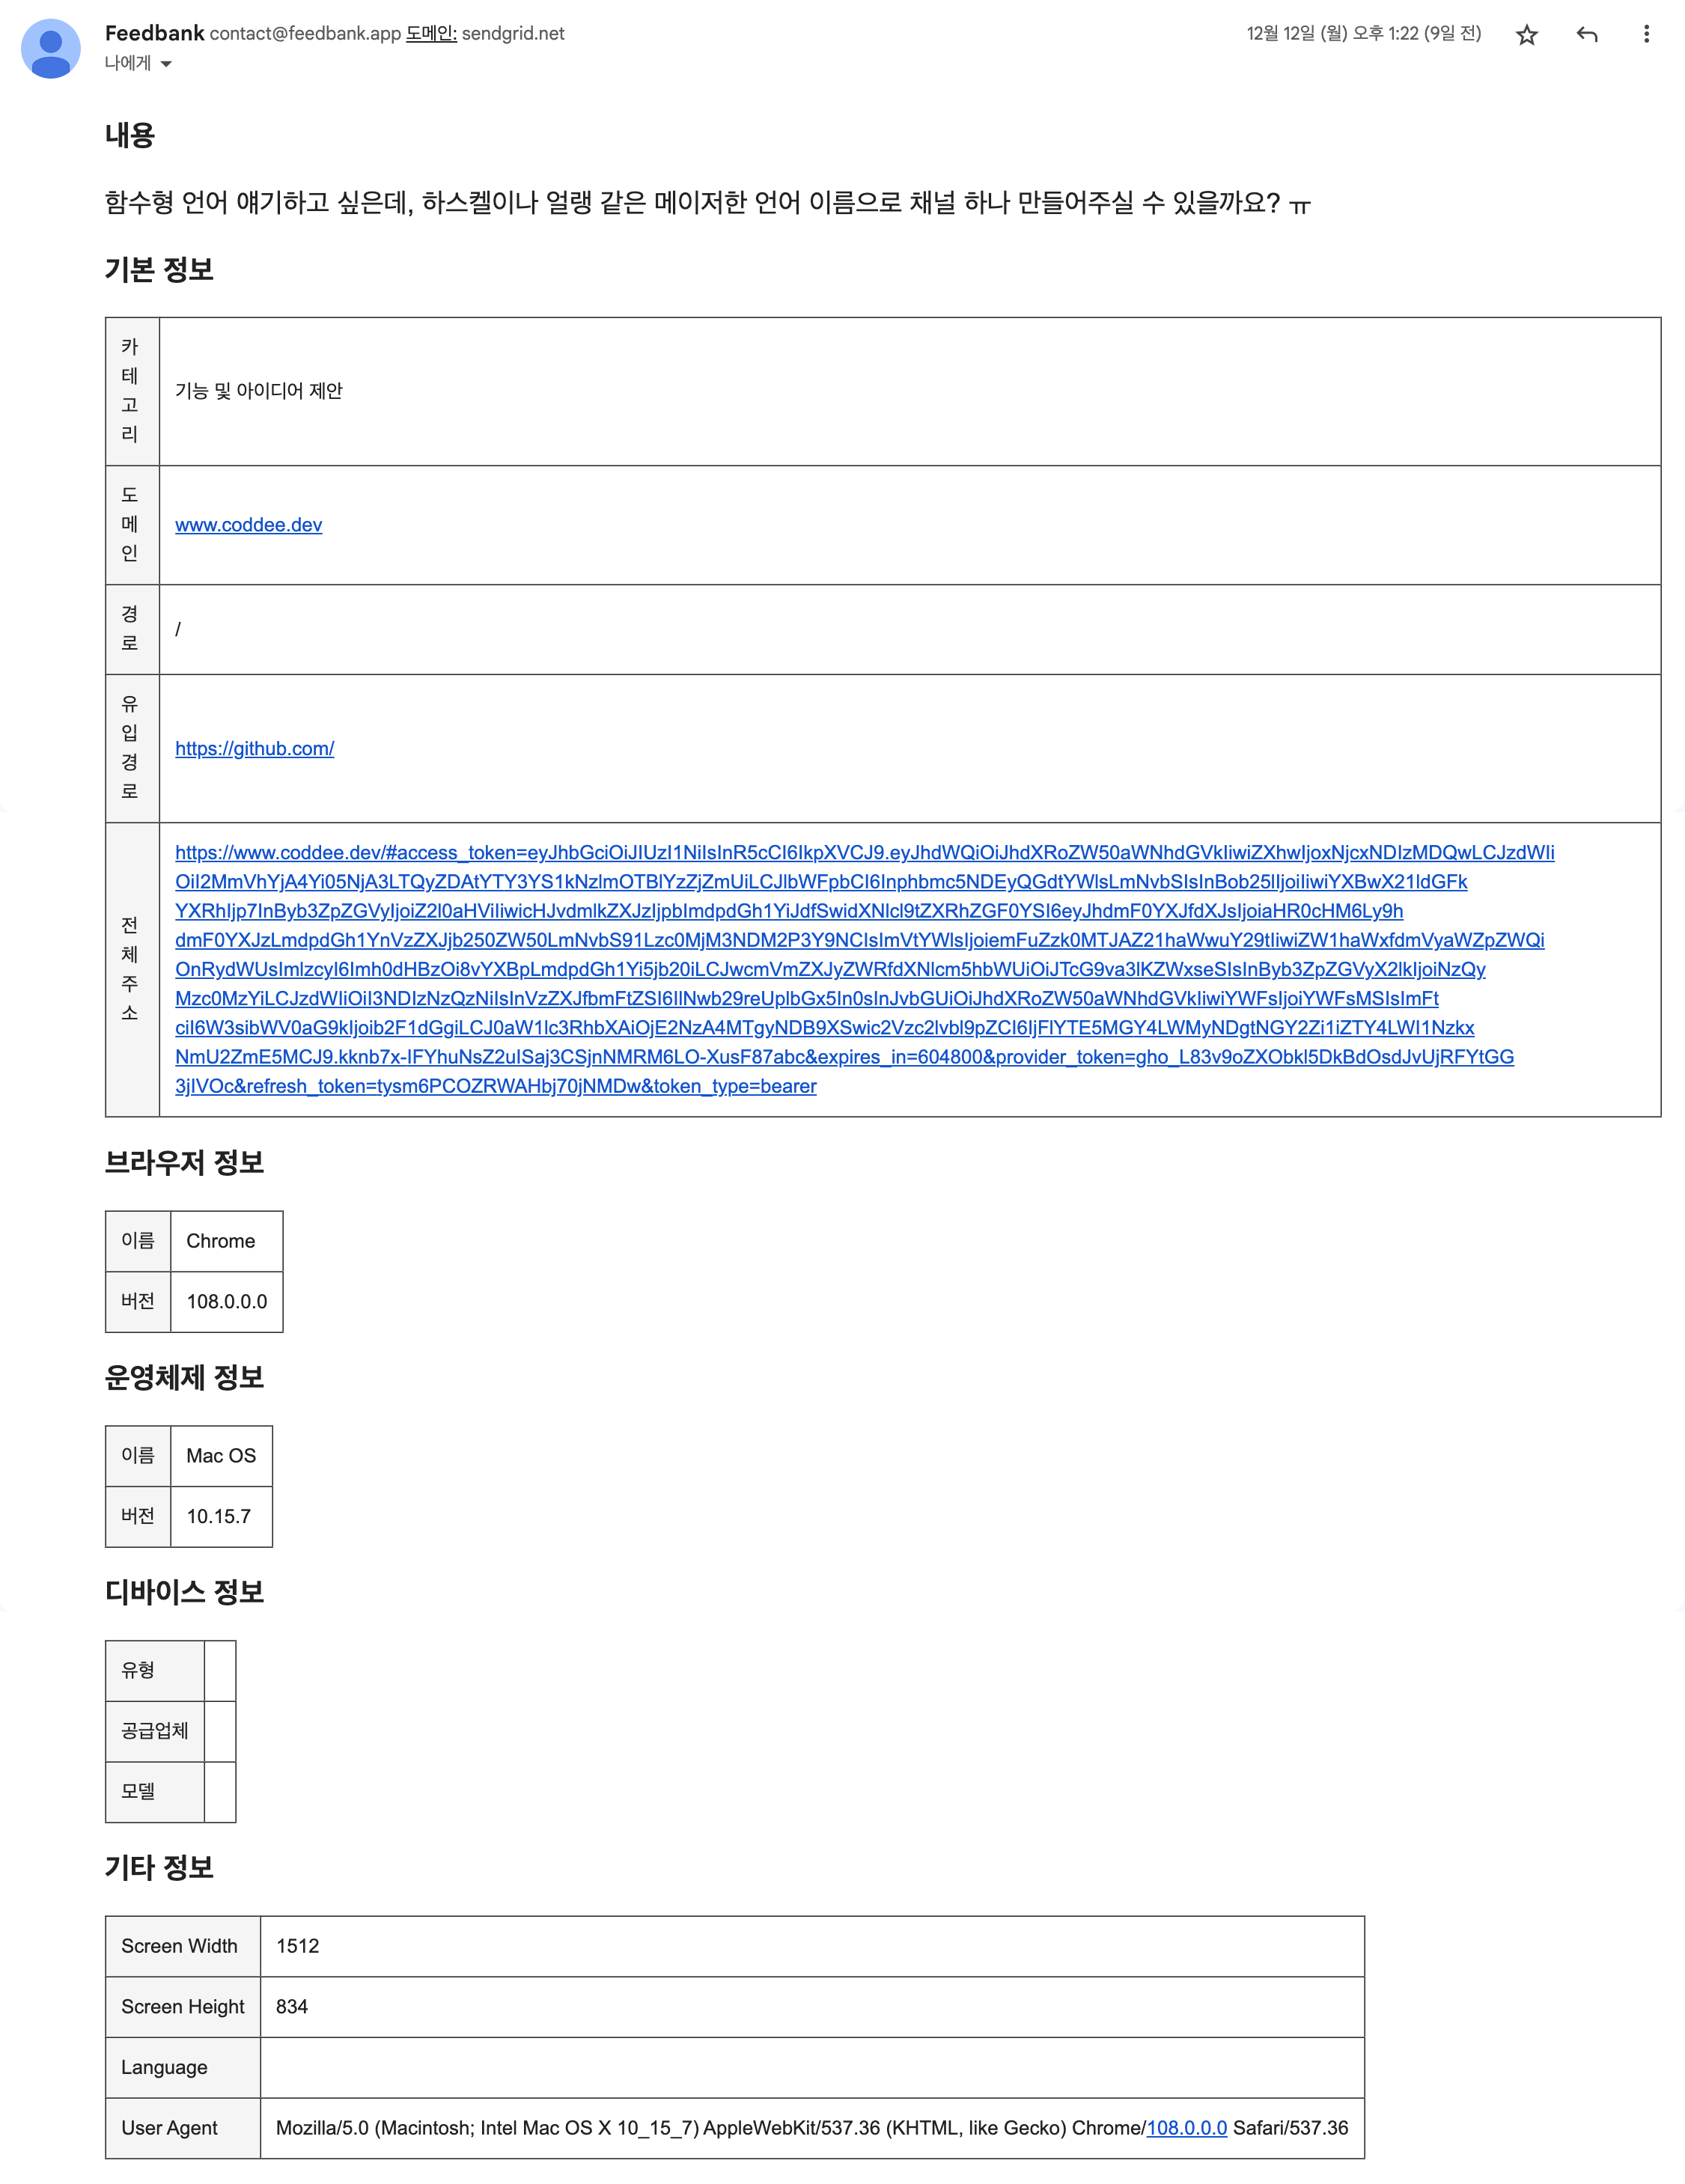 Feedbank contact@feedbank.app 도메인: sendgrid.net
12월 12일 (월) 오후 1:22 (9일 전)
나에게
내용
함수형 언어 얘기하고 싶은데, 하스켈이나 얼랭 같은 메이저한 언어 이름으로 채널 하나 만들어주실 수 있을까요? ㅠ
기본 정보
카
테
고
리
기능 및 아이디어 제안
도
메
인
www.coddee.dev
경
로
/
유
입
경
로
https://github.com/
전
체
주
소
https://www.coddee.dev/#access_token=
&expires_in=604800&provider_token=
&refresh_token=
&token_type=bearer
브라우저 정보
이름 Chrome
버전 108.0.0.0
운영체제 정보
이름 Mac OS
버전 10.15.7
디바이스 정보
유형
공급업체
모델
기타 정보
Screen Width 1512
Screen Height 834
Language
User Agent Mozilla/5.0 (Macintosh; Intel Mac OS X 10_15_7) AppleWebKit/537.36 (KHTML, like Gecko) Chrome/108.0.0.0 Safari/537.36